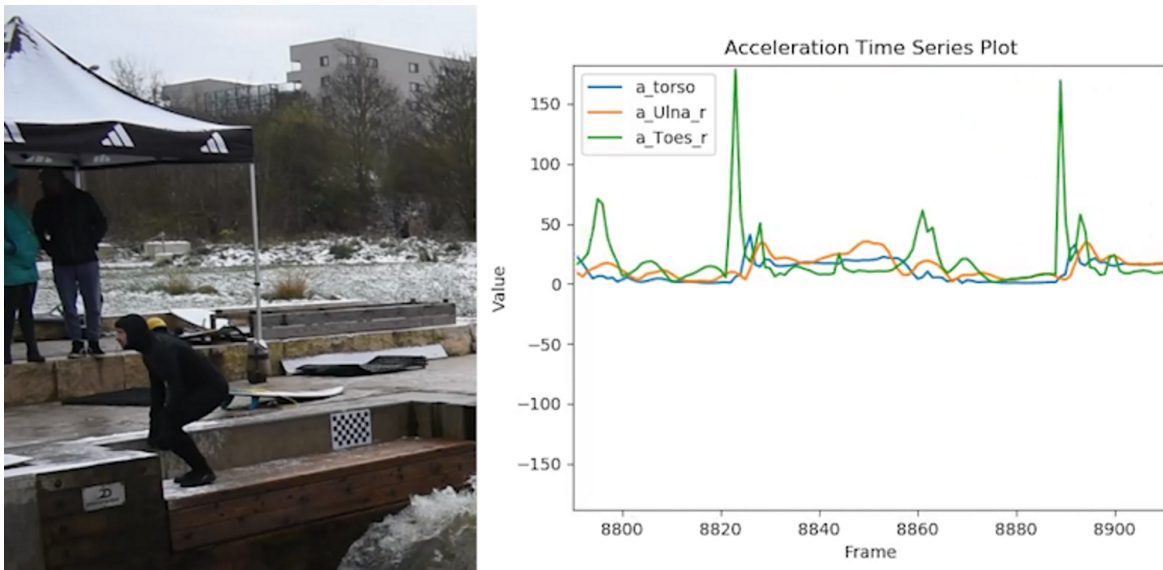 Acceleration Time Series Plot
a_torso
a_Ulna_r
a_Toes_r
Value
150
100
50
0
−50
−100
−150
8800 8820 8840 8860 8880 8900
Frame